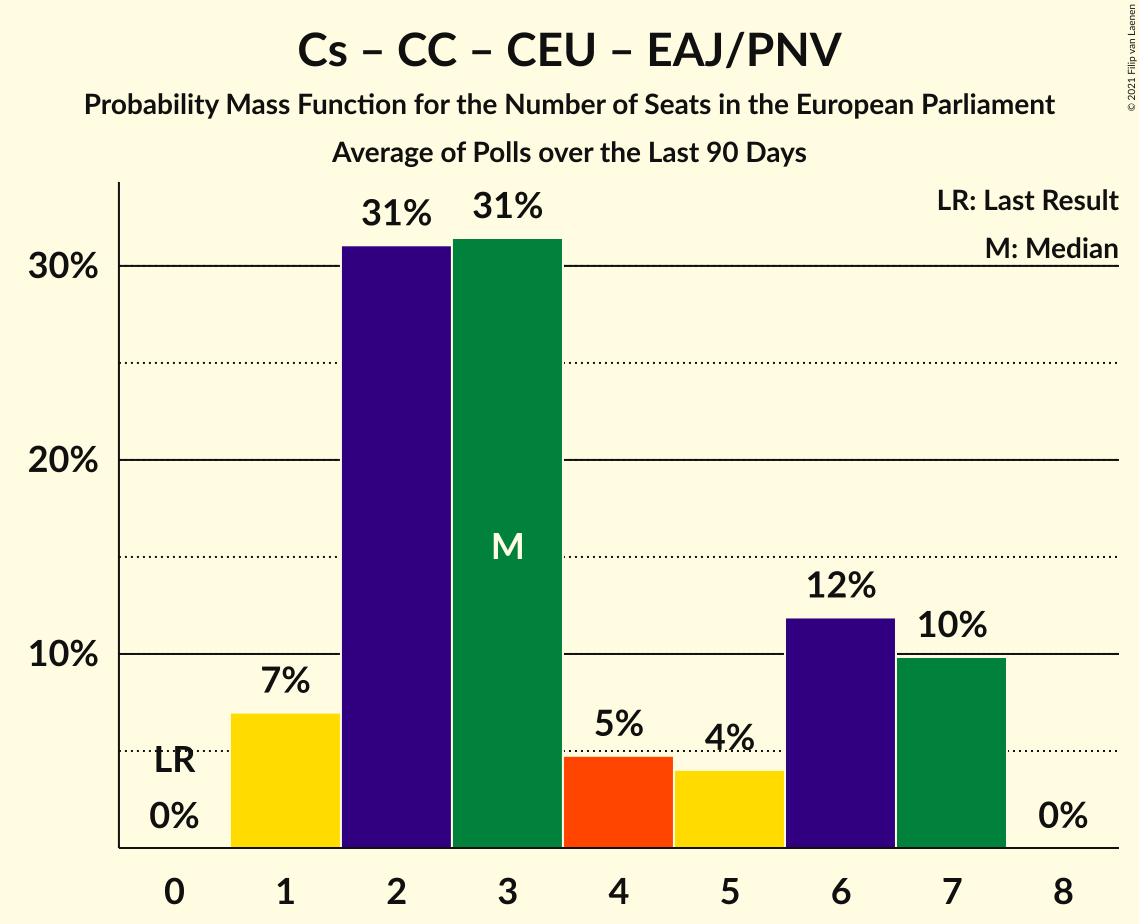 Cs – CC – CEU – EAJ/PNV
Probability Mass Function for the Number of Seats in the European Parliament
Average of Polls over the Last 90 Days
© 2021 Filip van Laenen
LR: Last Result
M: Median
30%
20%
10%
LR
0%
7%
31%
31%
M
5%
4%
12%
10%
0%
0 1 2 3 4 5 6 7 8